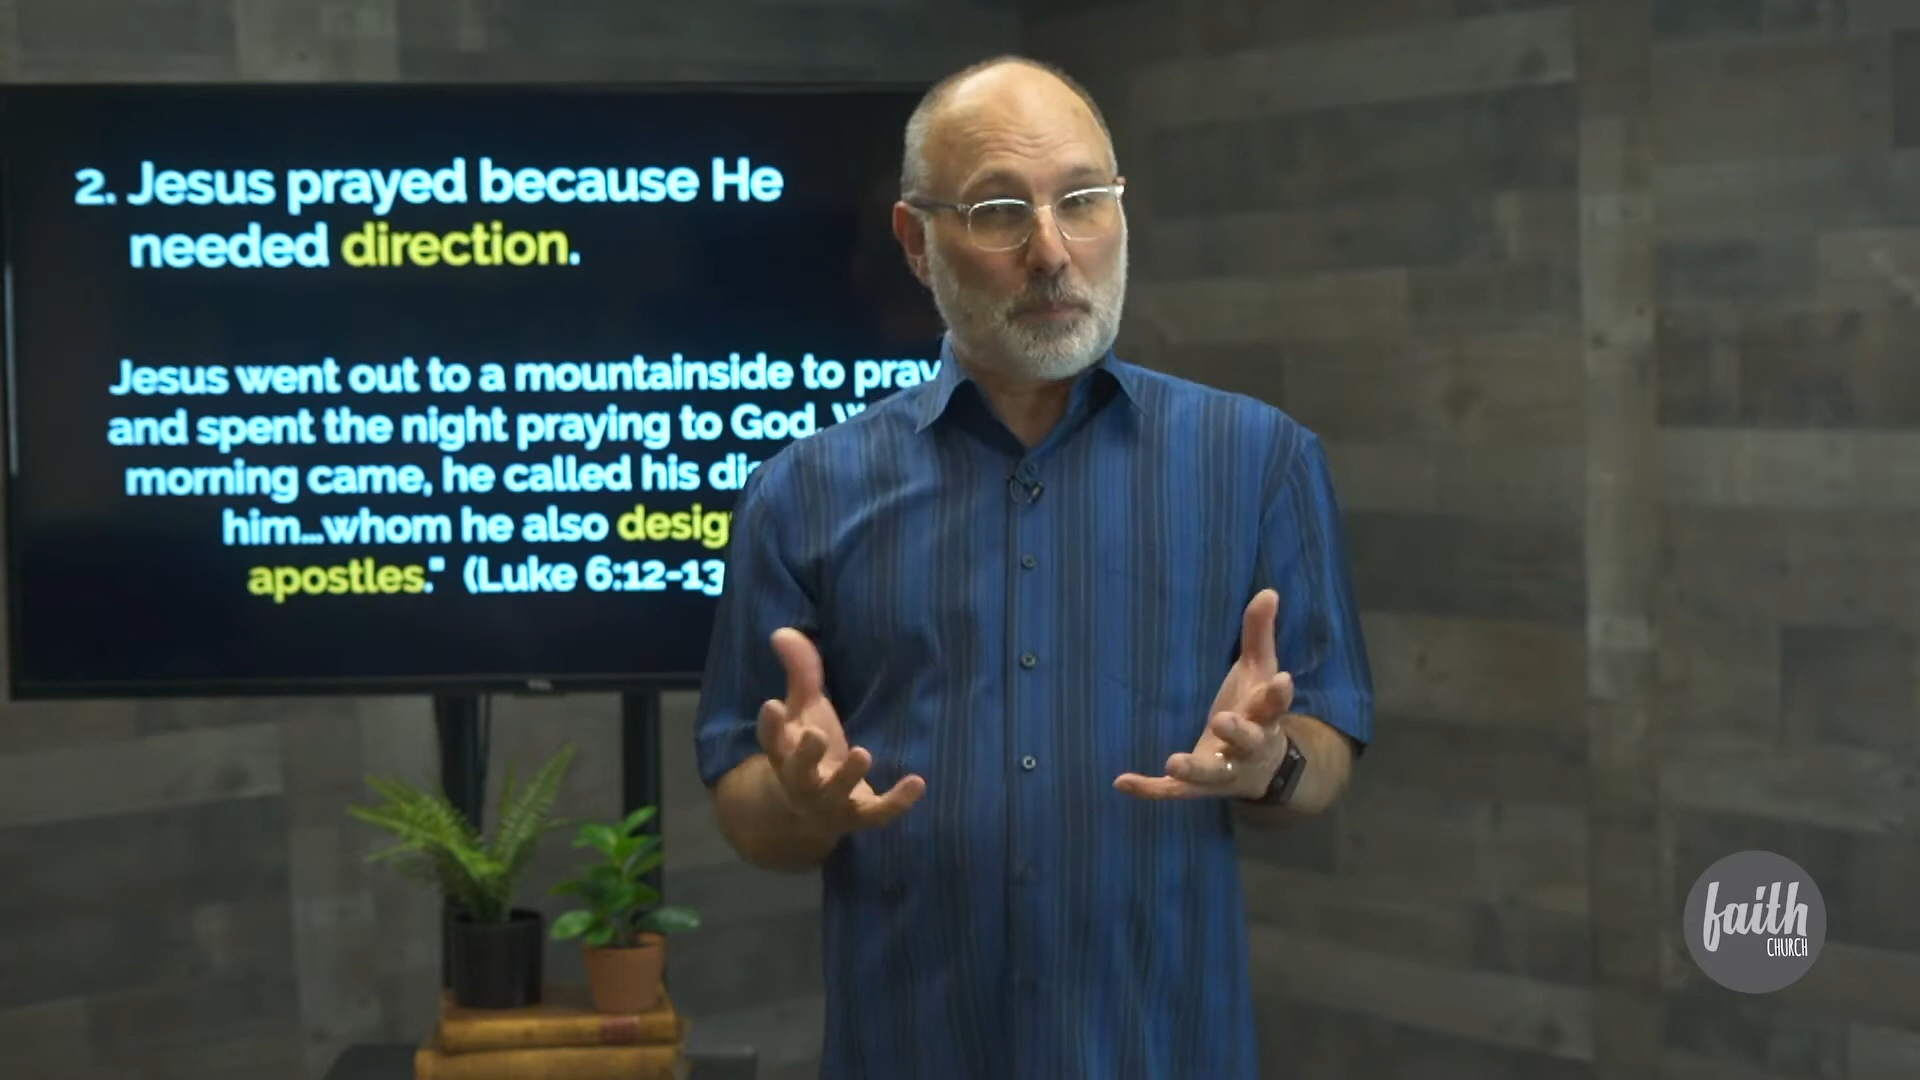 2. Jesus prayed because He
needed direction.
Jesus went out to a mountainside to pray
and spent the night praying to God.
morning came, he called his
him...whom he also
apostles." (Luke 6:12-13
faith
CHURCH